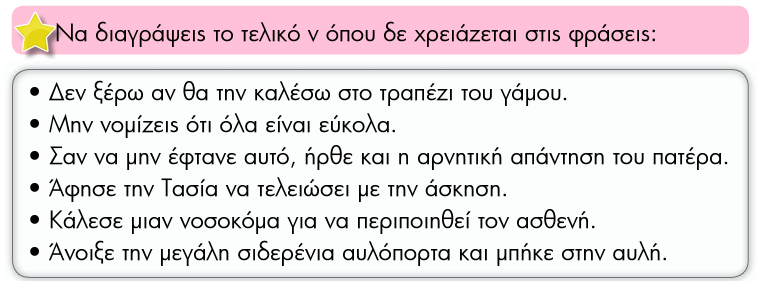 Να διαγράψεις το τελικό ν όπου δε χρειάζεται στις φράσεις:
• Δεν ξέρω αν θα την καλέσω στο τραπέζι του γάμου.
• Μην νομίζεις ότι όλα είναι εύκολα.
• Σαν να μην έφτανε αυτό, ήρθε και η αρνητική απάντηση του πατέρα.
• Άφησε την Τασία να τελειώσει με την άσκηση.
• Κάλεσε μιαν νοσοκόμα για να περιποιηθεί τον ασθενή.
• Άνοιξε την μεγάλη σιδερένια αυλόπορτα και μπήκε στην αυλή.